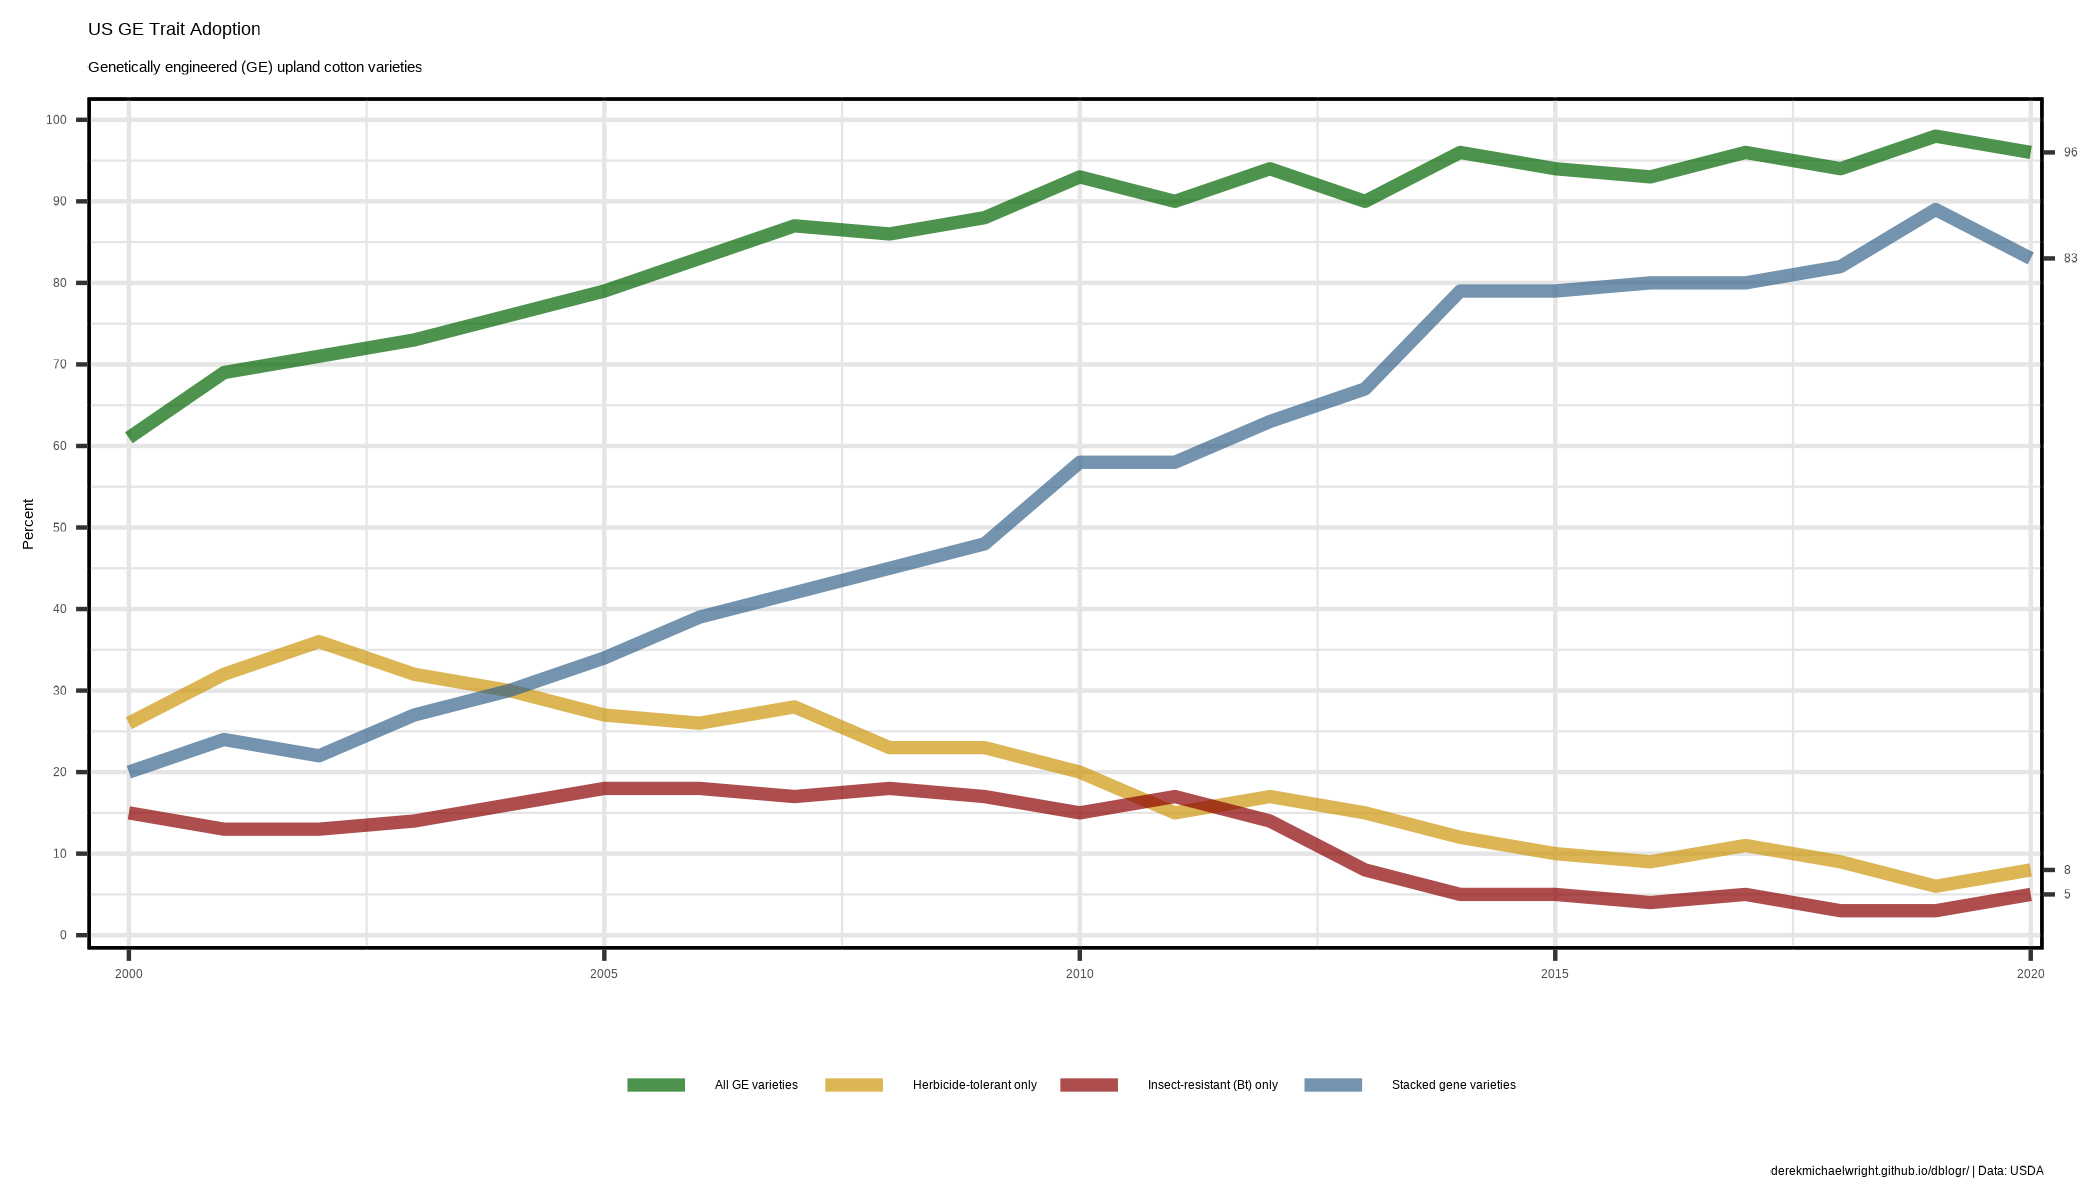 US GE Trait Adoption
Genetically engineered (GE) upland cotton varieties
Percent
100
90
80
70
60
50
40
30
20
10
0
96
83
8
5
2000 2005 2010 2015 2020
All GE varieties Herbicide-tolerant only Insect-resistant (Bt) only Stacked gene varieties
derekmichaelwright.github.io/dblogr/ | Data: USDA